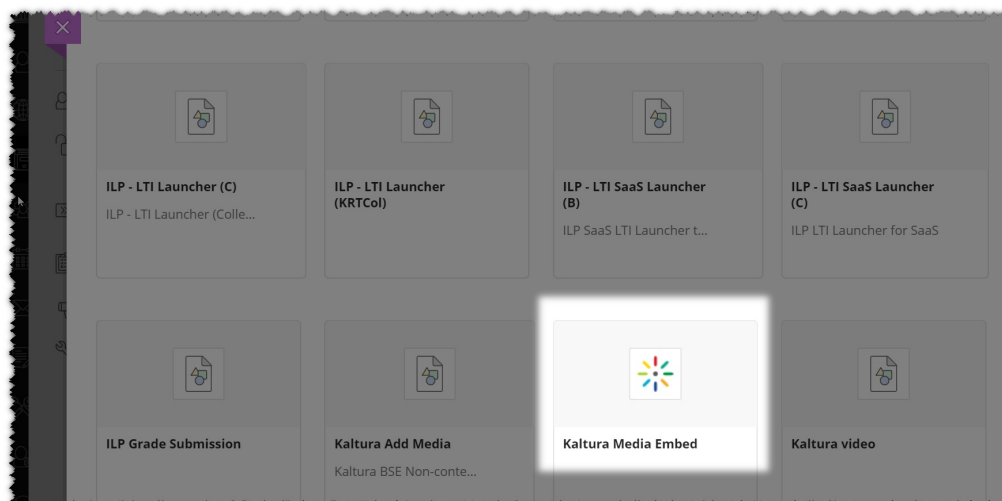 ILP - LTI Launcher (C)
ILP - LTI Launcher (Colle...
ILP - LTI Launcher
(KRTCol)
ILP - LTI SaaS Launcher
(B)
ILP SaaS LTI Launcher t...
ILP - LTI SaaS Launcher
(C)
ILP LTI Launcher for SaaS
ILP Grade Submission
Kaltura Add Media
Kaltura BSE Non-conte...
Kaltura Media Embed
Kaltura video